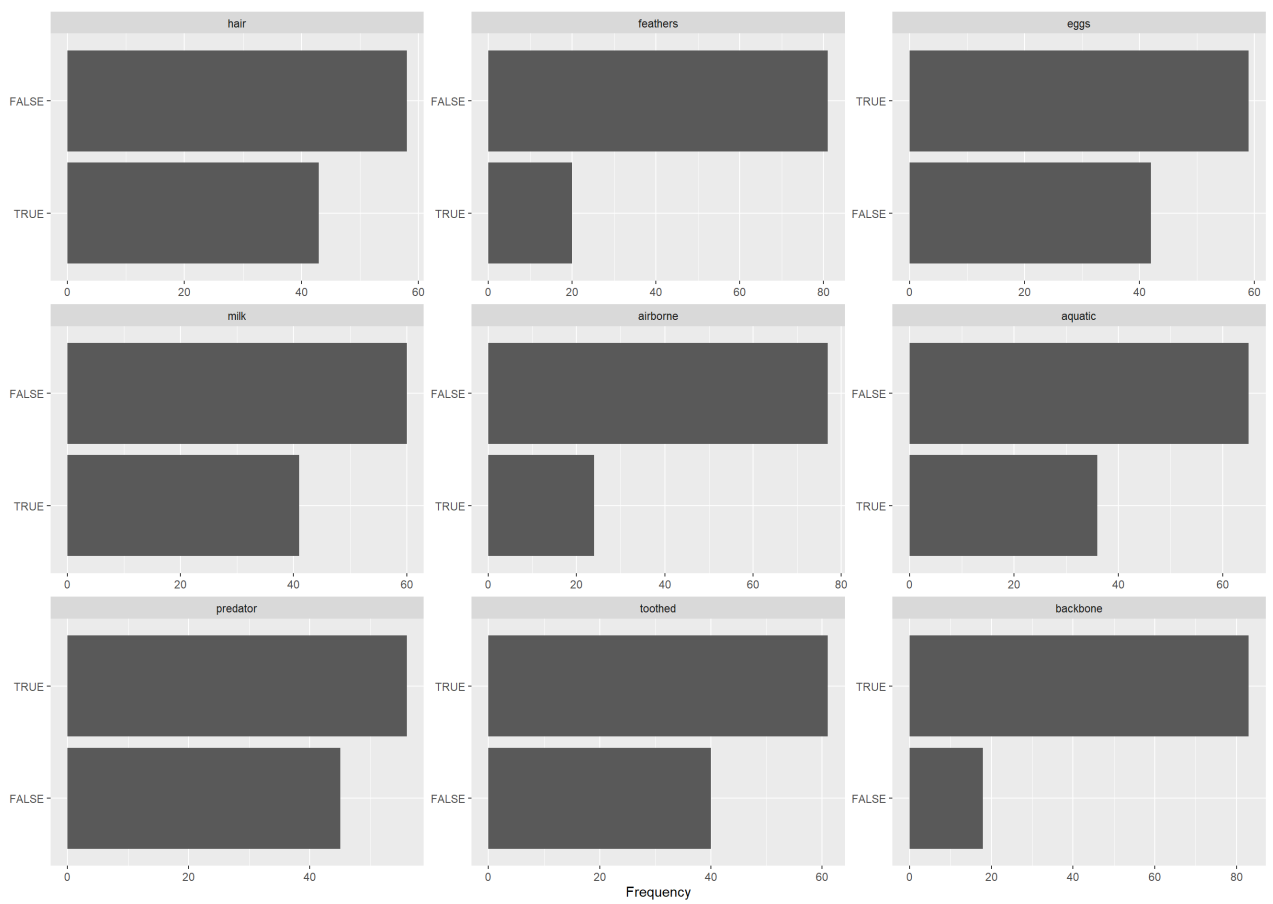 hair feathers eggs
FALSE FALSE TRUE
TRUE TRUE FALSE
0 20 40 60 0 20 40 60 80 0 20 40 60
milk airborne aquatic
FALSE FALSE FALSE
TRUE TRUE TRUE
0 20 40 60 0 20 40 60 80 0 20 40 60
predator toothed backbone
TRUE TRUE TRUE
FALSE FALSE FALSE
0 40 0 20 40 60 0 20 40 60 80
Frequency